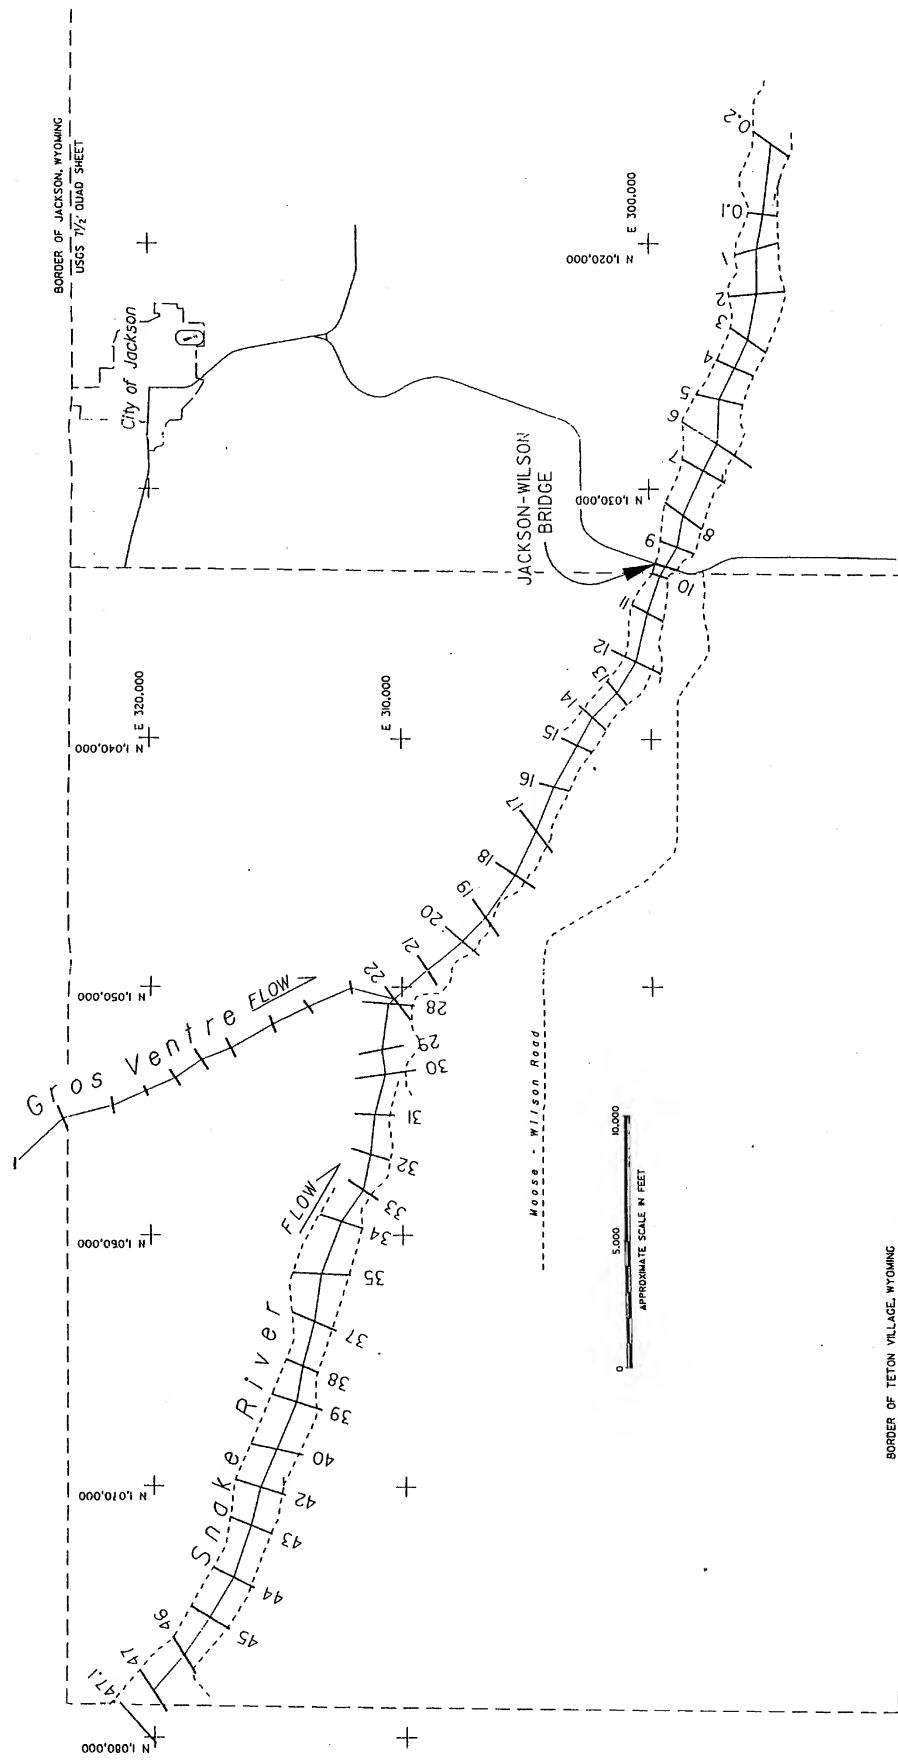 BORDER OF JACKSON, WYOMING
USGS 7½' QUAD SHEET
City of Jackson
E 300,000
N 1,020,000
0.2
0.1
1
2
3
4
5
6
7
8
9
10
JACKSON-WILSON
BRIDGE
N 1,030,000
11
12
13
14
15
16
17
18
19
20
21
22
E 320,000
N 1,040,000
E 310,000
N 1,050,000
FLOW
Gros Ventre
28
29
30
31
32
33
34
35
37
38
39
40
42
43
44
45
46
47
47.1
FLOW
Snake River
N 1,060,000
N 1,070,000
N 1,080,000
Moose - Wilson Road
0 5,000 10,000
APPROXIMATE SCALE IN FEET
BORDER OF TETON VILLAGE, WYOMING